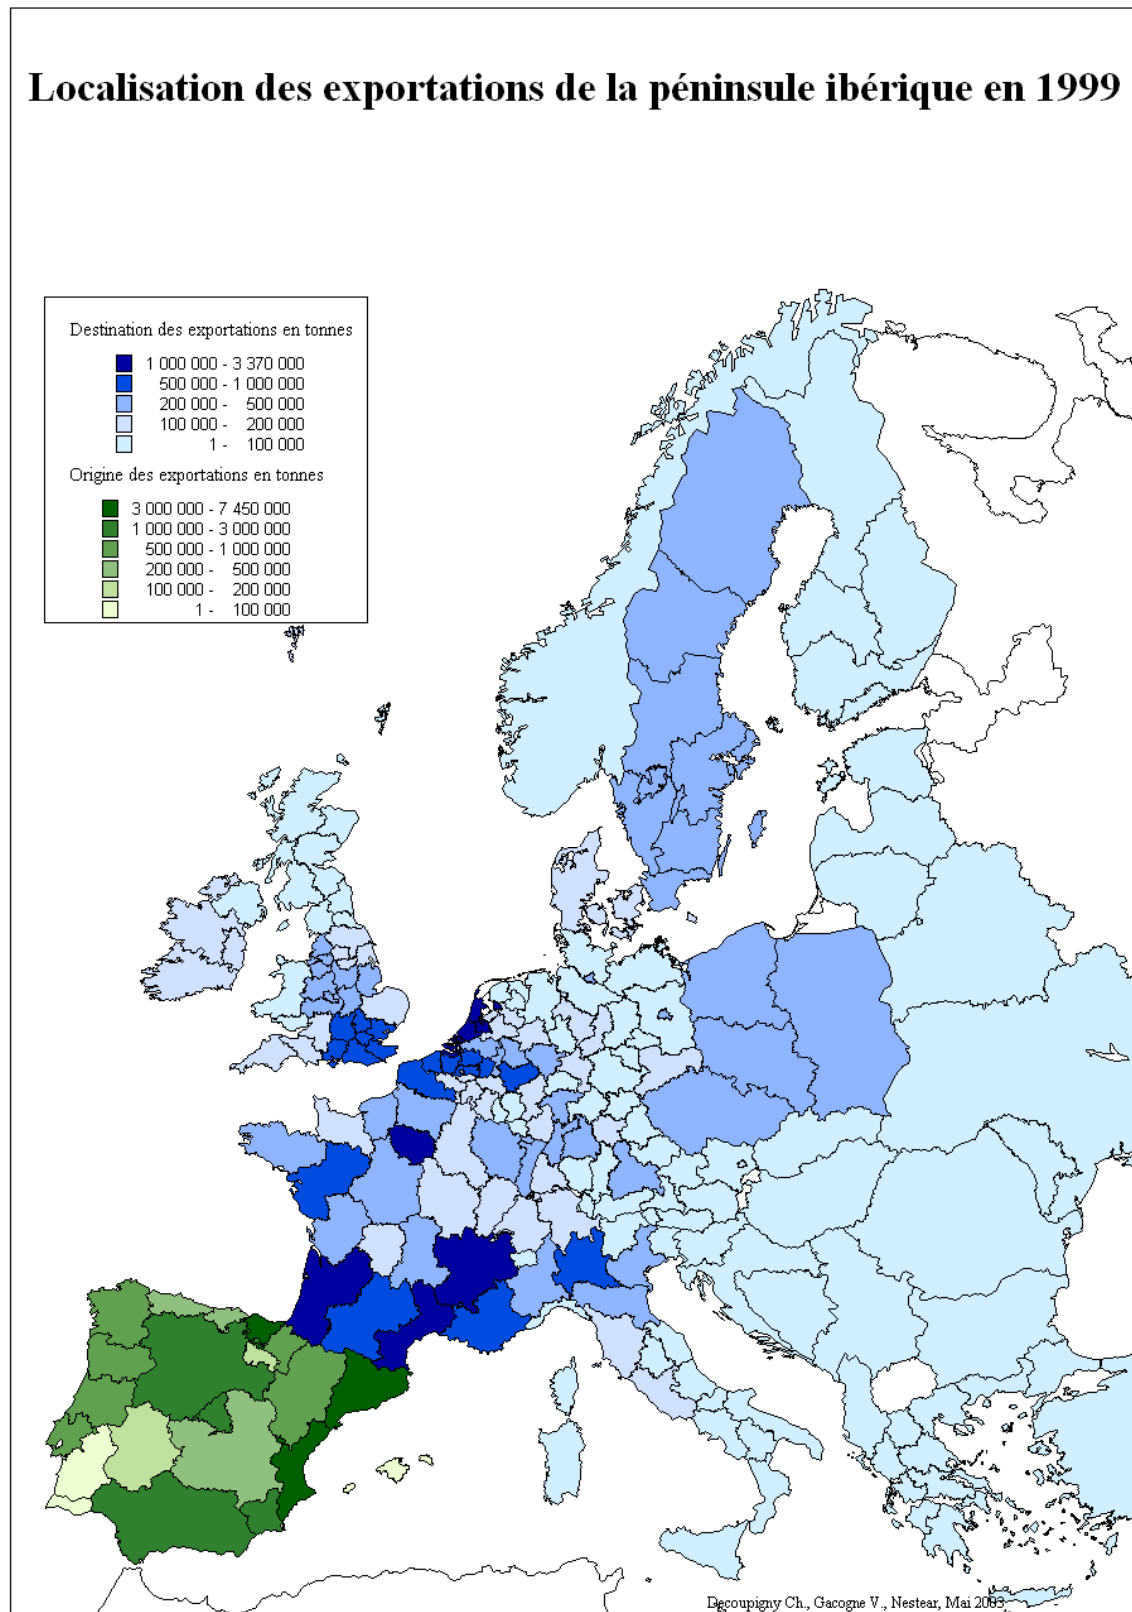 Localisation des exportations de la péninsule ibérique en 1999
Destination des exportations en tonnes
1 000 000 - 3 370 000
500 000 - 1 000 000
200 000 - 500 000
100 000 - 200 000
1 - 100 000
Origine des exportations en tonnes
3 000 000 - 7 450 000
1 000 000 - 3 000 000
500 000 - 1 000 000
200 000 - 500 000
100 000 - 200 000
1 - 100 000
Decoupigny Ch., Gacogne V., Nestear, Mai 2003